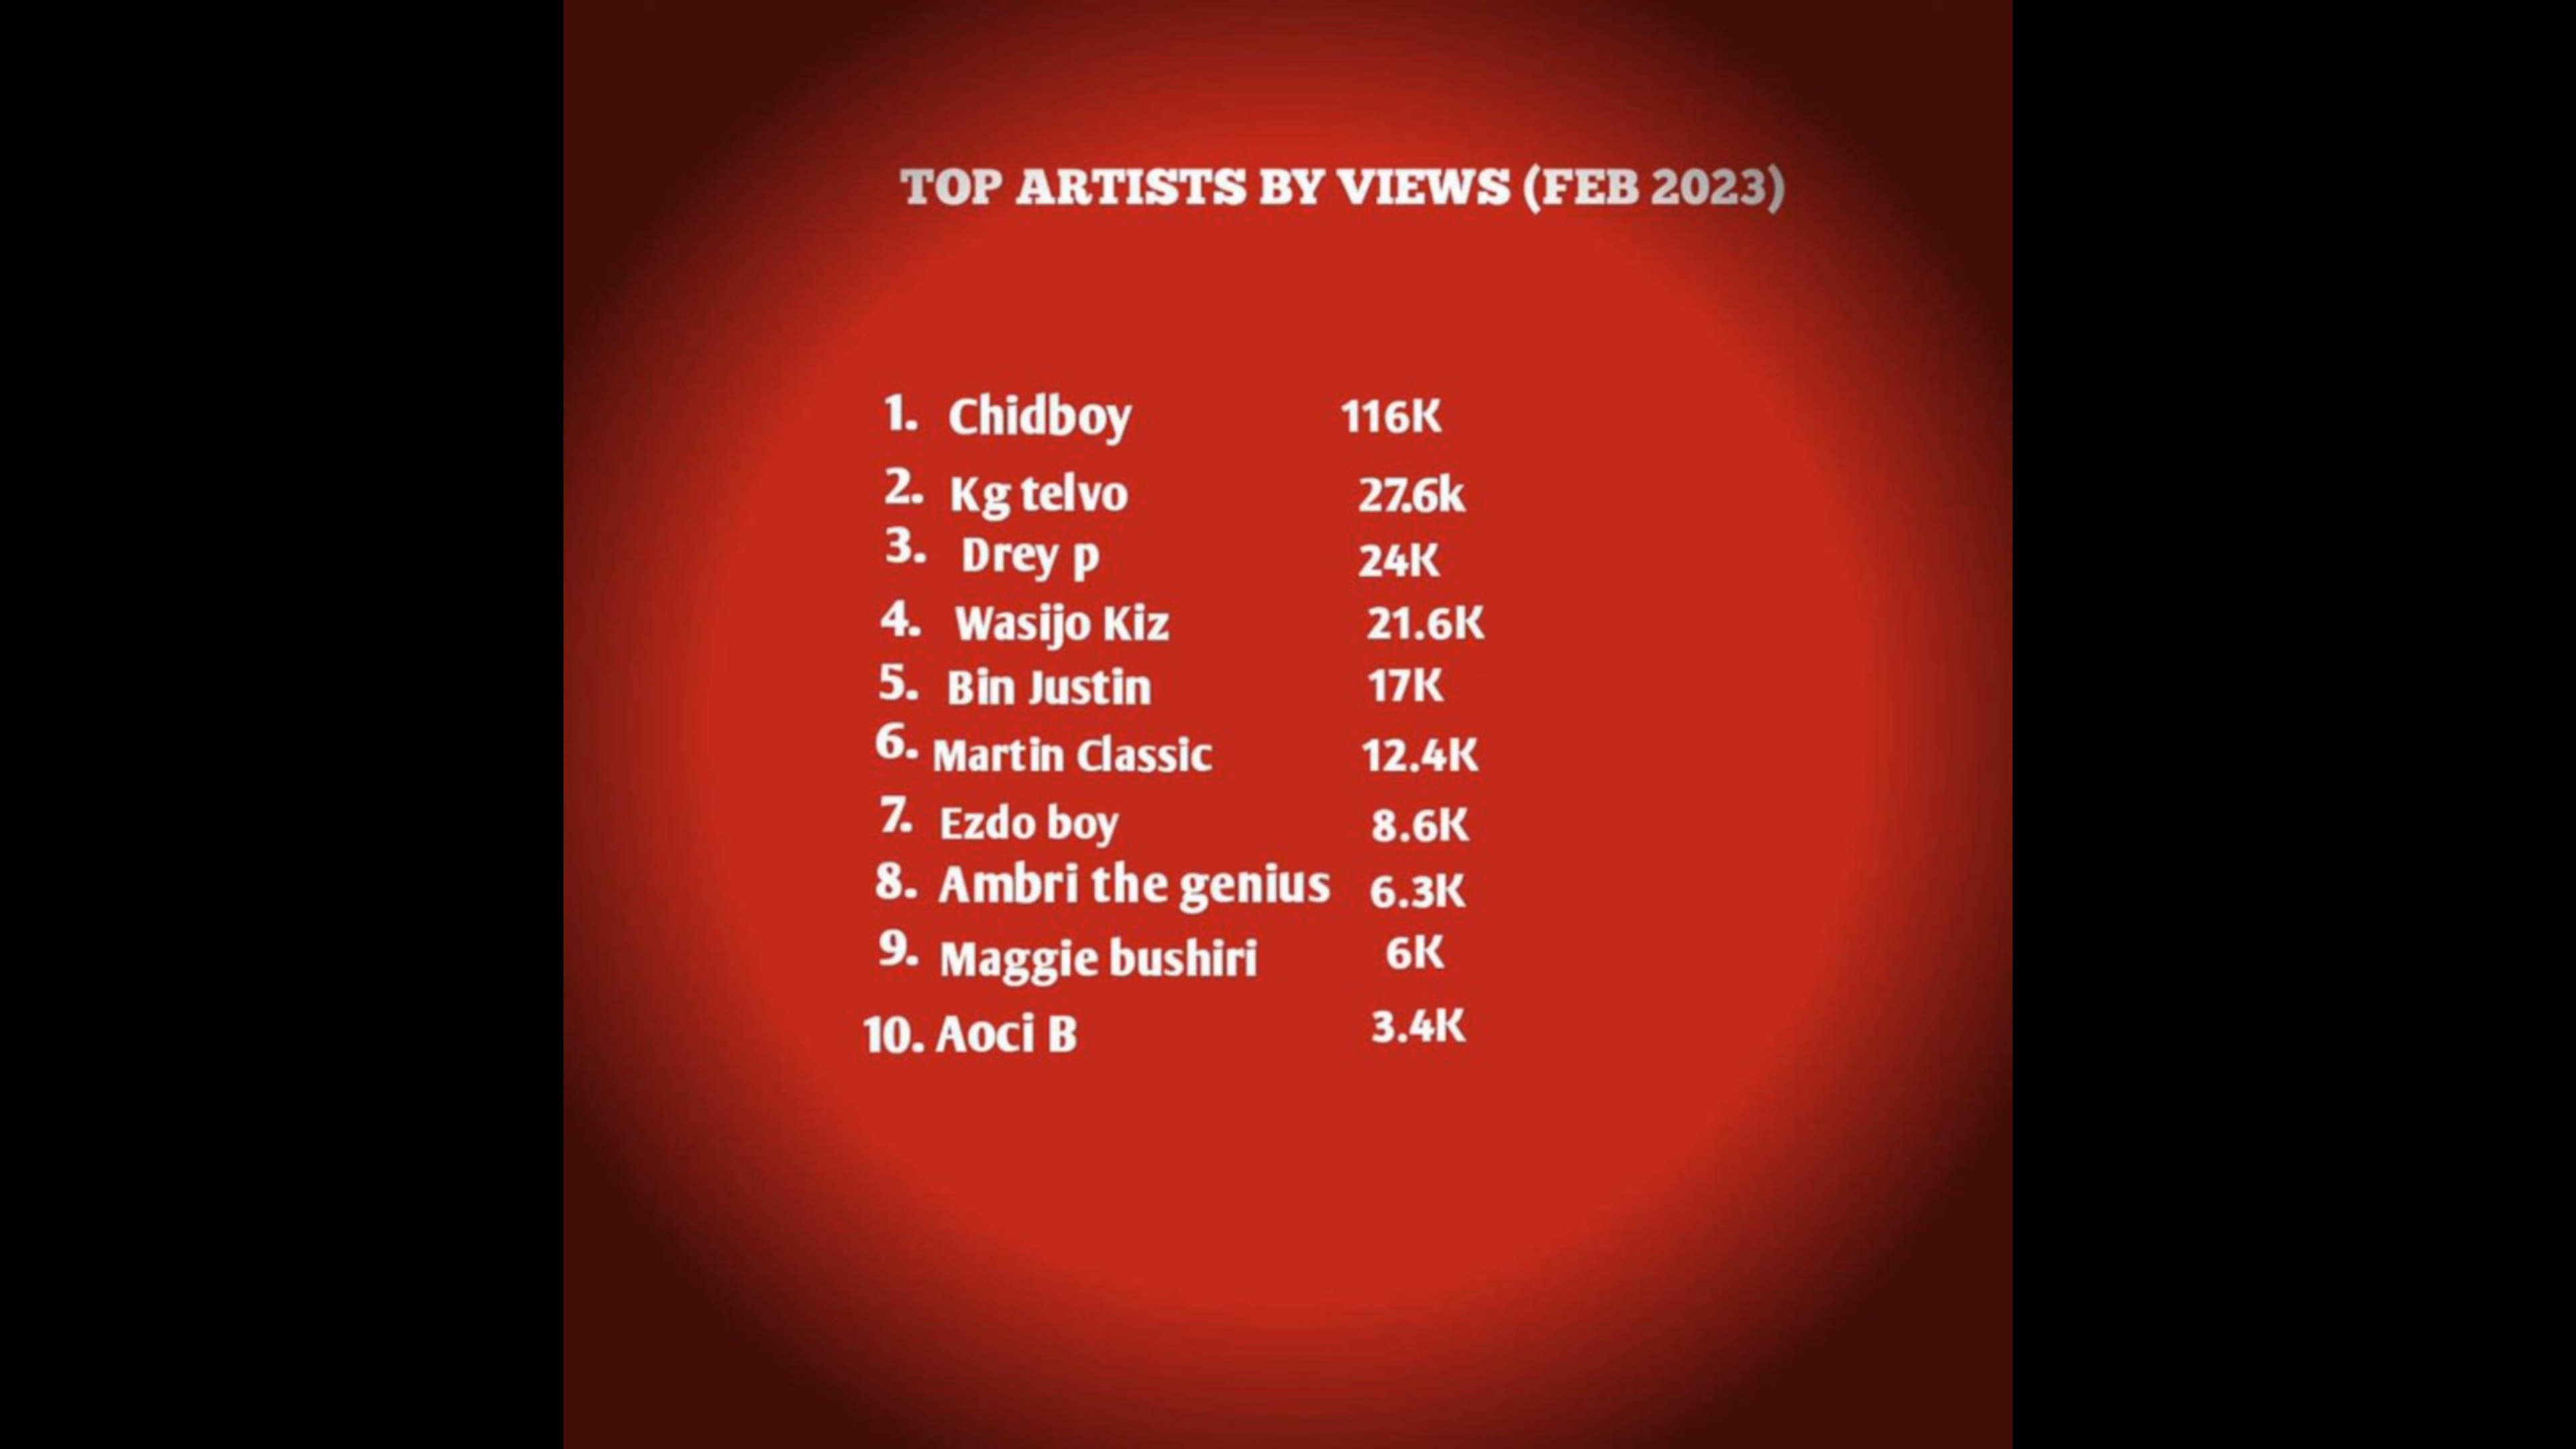 TOP ARTISTS BY VIEWS (FEB 2023)
1. Chidboy 116K
2. Kg telvo 27.6k
3. Drey p 24K
4. Wasijo Kiz 21.6K
5. Bin Justin 17K
6. Martin Classic 12.4K
7. Ezdo boy 8.6K
8. Ambri the genius 6.3K
9. Maggie bushiri 6K
10. Aoci B 3.4K